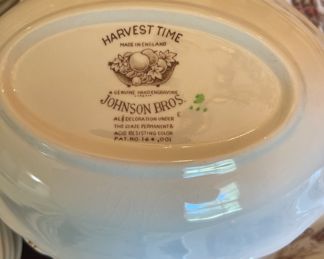 HARVEST TIME
MADE IN ENGLAND
A GENUINE HAND ENGRAVING
JOHNSON BROS
ALL DECORATION UNDER
THE GLAZE PERMANENT &
ACID RESISTING COLOR
PAT. NO. 164,001